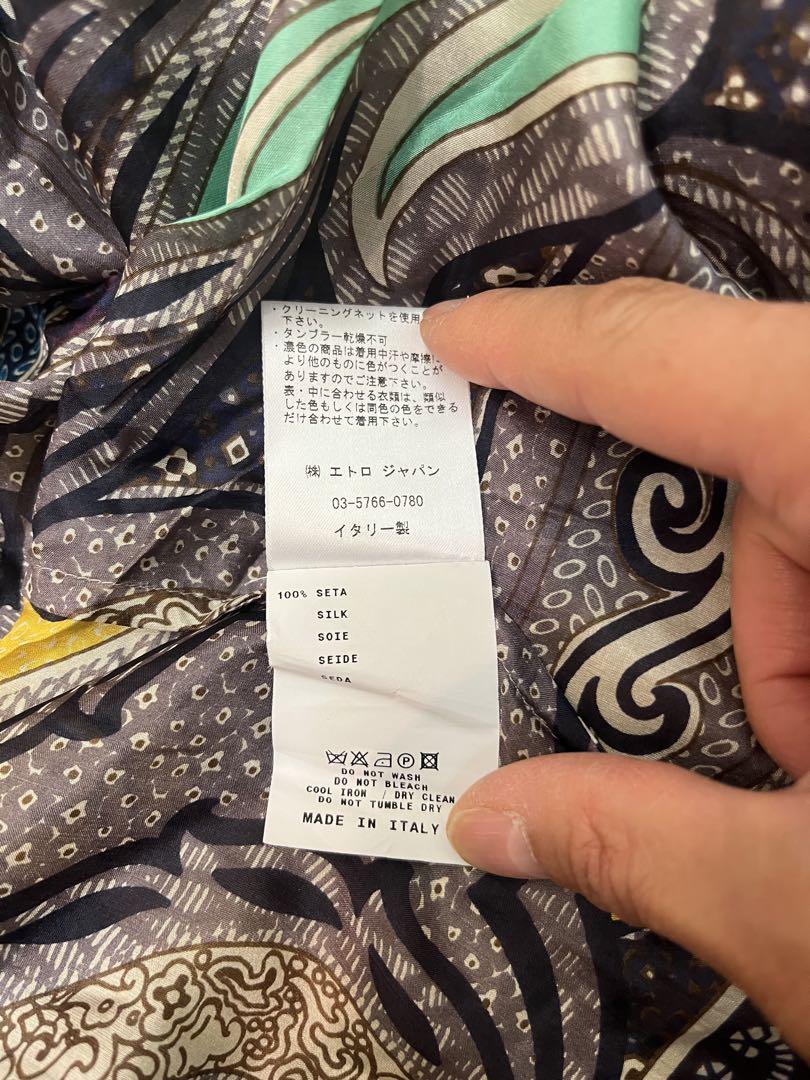 ・クリーニングネットを使用
下さい。
・タンブラー乾燥不可
・濃色の商品は着用中汗や摩擦に
より他のものに色がつくことが
ありますのでご注意下さい。
表・中に合わせる衣類は、類似
した色もしくは同色の色をできる
だけ合わせて着用下さい。
㈱ エトロ ジャパン
03-5766-0780
イタリー製
100% SETA
SILK
SOIE
SEIDE
SEDA
P
DO NOT WASH
DO NOT BLEACH
COOL IRON / DRY CLEAN
DO NOT TUMBLE DRY
MADE IN ITALY